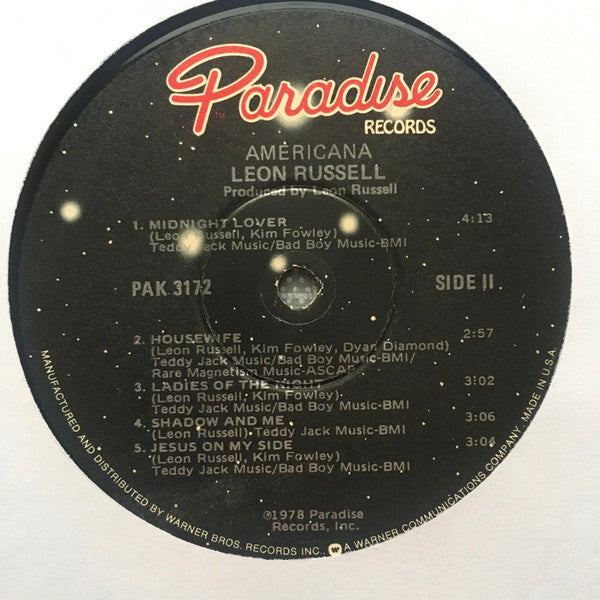 Paradise
TM
RECORDS
AMERICANA
LEON RUSSELL
Produced by Leon Russell
1. MIDNIGHT LOVER 4:13
(Leon Russell, Kim Fowley)
Teddy Jack Music/Bad Boy Music-BMI
PAK 3172 SIDE II
2. HOUSEWIFE 2:57
(Leon Russell, Kim Fowley, Dyan Diamond)
Teddy Jack Music/Bad Boy Music-BMI/
Rare Magnetism Music-ASCAP
3. LADIES OF THE NIGHT 3:02
(Leon Russell, Kim Fowley)
Teddy Jack Music/Bad Boy Music-BMI
4. SHADOW AND ME 3:06
(Leon Russell) Teddy Jack Music-BMI
5. JESUS ON MY SIDE 3:04
(Leon Russell, Kim Fowley)
Teddy Jack Music/Bad Boy Music-BMI
℗1978 Paradise
Records, Inc.
MANUFACTURED AND DISTRIBUTED BY WARNER BROS. RECORDS INC., A WARNER COMMUNICATIONS COMPANY. MADE IN U.S.A.